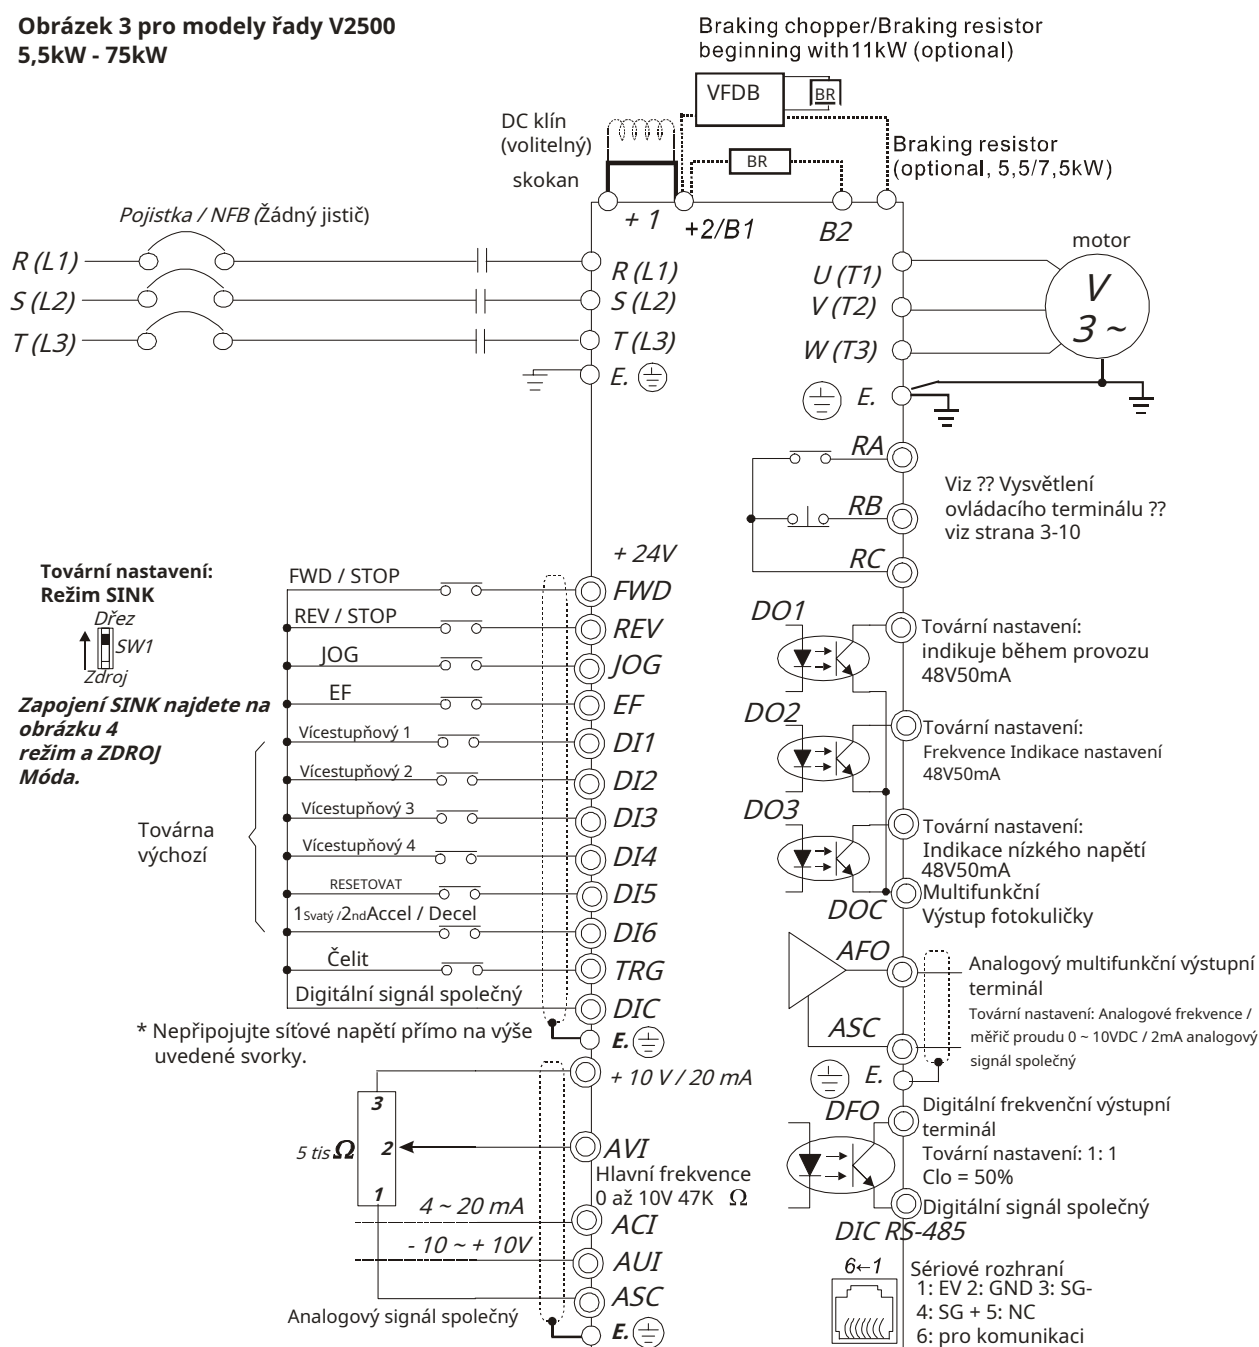 Obrázek 3 pro modely řady V2500
5,5kW - 75kW
Braking chopper/Braking resistor
beginning with11kW (optional)
VFDB
BR
DC klín
(volitelný)
skokan
BR
Braking resistor
(optional, 5,5/7,5kW)
Pojistka / NFB (Žádný jistič)
+ 1
+2/B1
B2
motor
R (L1)
R (L1)
U (T1)
V
3 ~
S (L2)
S (L2)
V (T2)
T (L3)
T (L3)
W (T3)
E.
E.
RA
RB
RC
Viz ?? Vysvětlení
ovládacího terminálu ??
viz strana 3-10
+ 24V
Tovární nastavení:
Režim SINK
Dřez
SW1
Zdroj
Zapojení SINK najdete na
obrázku 4
režim a ZDROJ
Móda.
Továrna
výchozí
FWD / STOP
FWD
REV / STOP
REV
JOG
JOG
EF
EF
Vícestupňový 1
DI1
Vícestupňový 2
DI2
Vícestupňový 3
DI3
Vícestupňový 4
DI4
RESETOVAT
DI5
1Svatý /2ndAccel / Decel
DI6
Čelit
TRG
Digitální signál společný
DIC
E.
* Nepřipojujte síťové napětí přímo na výše
uvedené svorky.
DO1
Tovární nastavení:
indikuje během provozu
48V50mA
DO2
Tovární nastavení:
Frekvence Indikace nastavení
48V50mA
DO3
Tovární nastavení:
Indikace nízkého napětí
48V50mA
DOC
Multifunkční
Výstup fotokuličky
AFO
Analogový multifunkční výstupní
terminál
ASC
Tovární nastavení: Analogové frekvence /
měřič proudu 0 ~ 10VDC / 2mA analogový
signál společný
E.
DFO
Digitální frekvenční výstupní
terminál
Tovární nastavení: 1: 1
Clo = 50%
Digitální signál společný
DIC RS-485
6←1
Sériové rozhraní
1: EV 2: GND 3: SG-
4: SG + 5: NC
6: pro komunikaci
+ 10 V / 20 mA
3
5 tis Ω
2
1
AVI
Hlavní frekvence
0 až 10V 47K Ω
4 ~ 20 mA
ACI
- 10 ~ + 10V
AUI
ASC
Analogový signál společný
E.